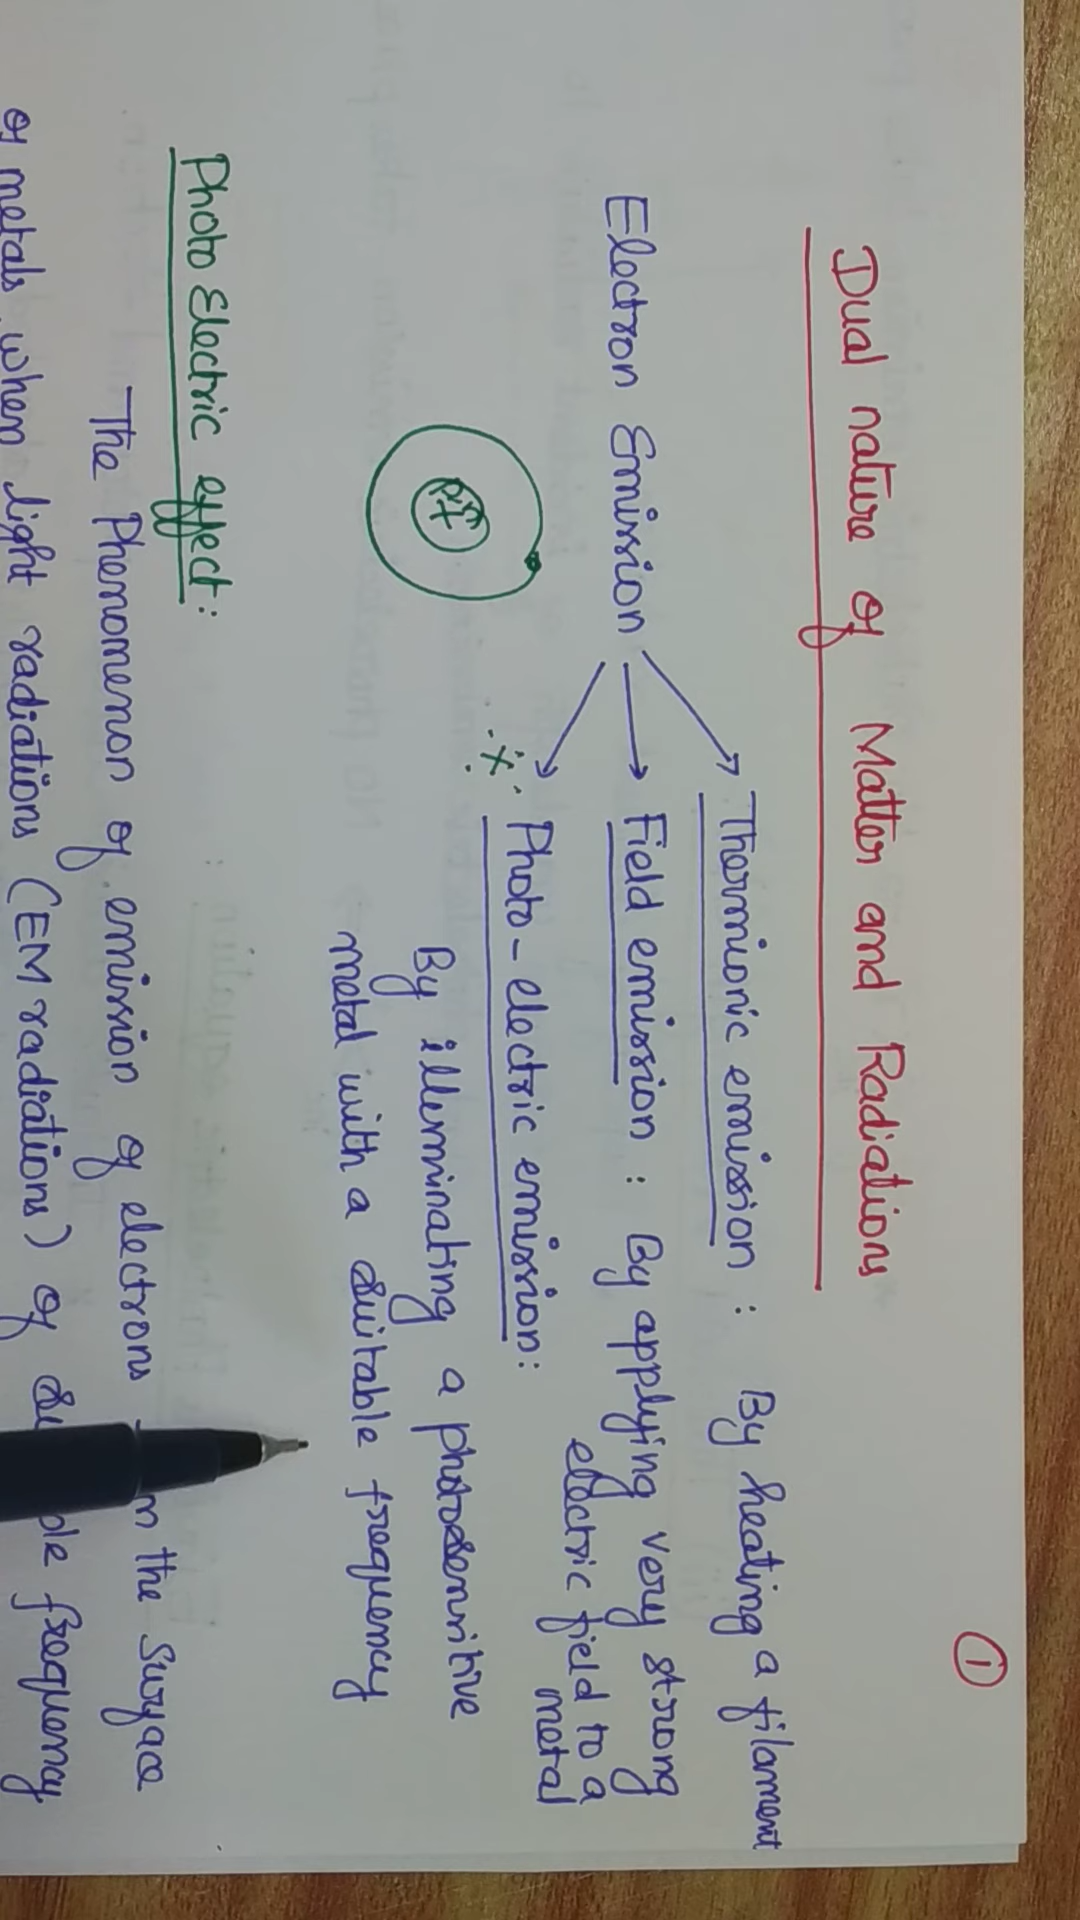 ①
Dual nature of Matter and Radiations
Electron Emission
Thermionic emission : By heating a filament
Field emission : By applying very strong
electric field to a
metal
Photo-electric emission:
By illuminating a photosensitive
metal with a suitable frequency
Photo Electric effect:
The Phenomenon of emission of electrons the Surface
of metals when light radiations (EM radiations) of frequency